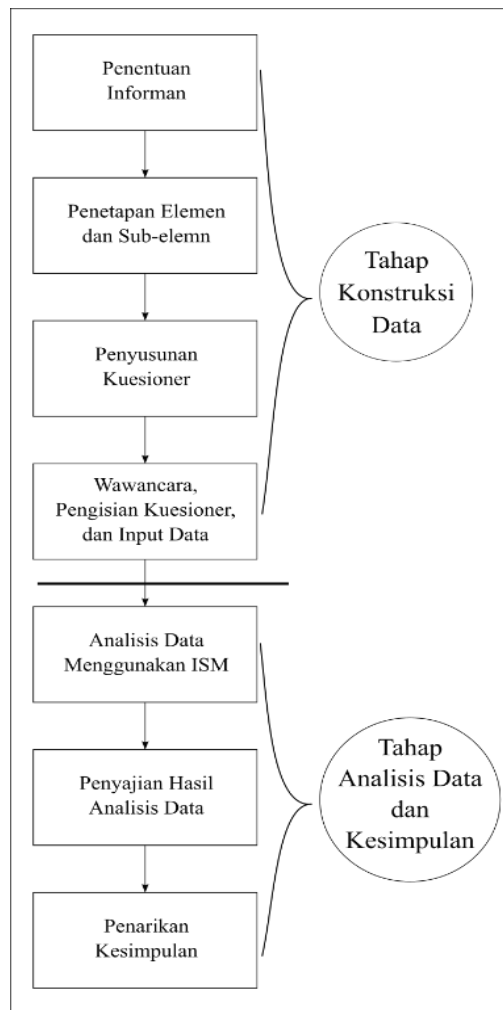 Penentuan
Informan
Penetapan Elemen
dan Sub-elemn
Tahap
Konstruksi
Data
Penyusunan
Kuesioner
Wawancara,
Pengisian Kuesioner,
dan Input Data
Analisis Data
Menggunakan ISM
Penyajian Hasil
Analisis Data
Tahap
Analisis Data
dan
Kesimpulan
Penarikan
Kesimpulan